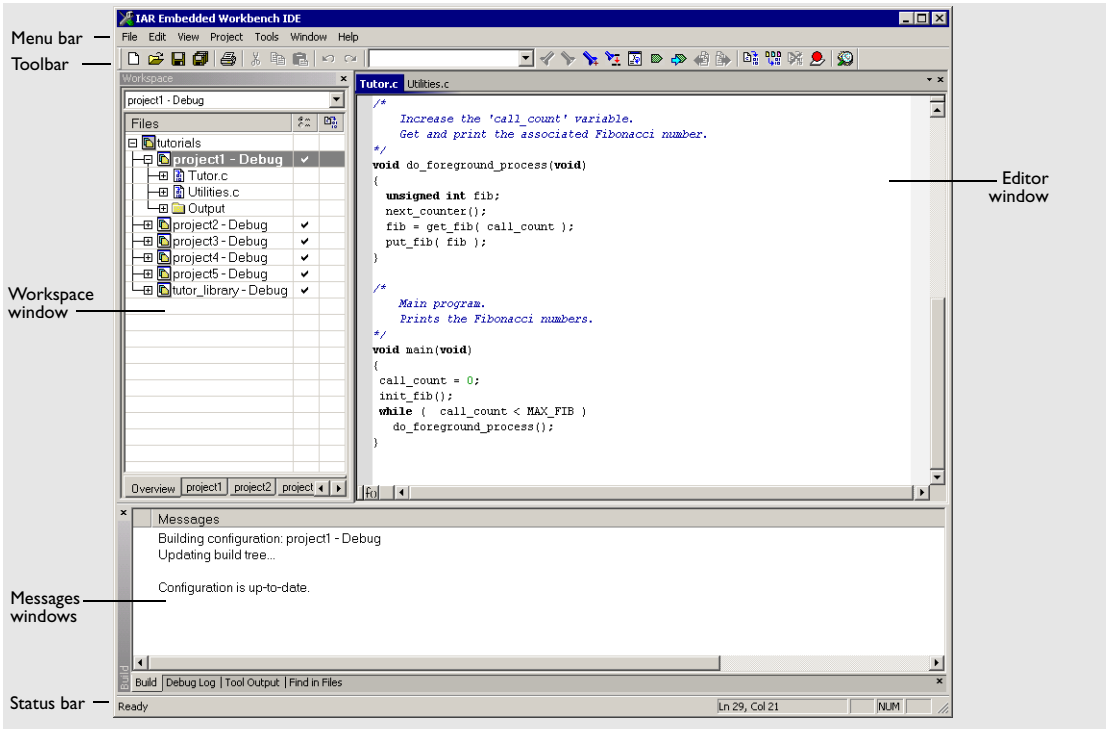 IAR Embedded Workbench IDE
Menu bar
File Edit View Project Tools Window Help
Toolbar
Workspace
project1 - Debug
Files
tutorials
project1 - Debug
Tutor.c
Utilities.c
Output
project2 - Debug
project3 - Debug
project4 - Debug
project5 - Debug
tutor_library - Debug
Workspace
window
Overview project1 project2 project
Tutor.c Utilities.c
/*
Increase the 'call_count' variable.
Get and print the associated Fibonacci number.
*/
void do_foreground_process(void)
{
unsigned int fib;
next_counter();
fib = get_fib( call_count );
put_fib( fib );
}
/*
Main program.
Prints the Fibonacci numbers.
*/
void main(void)
{
call_count = 0;
init_fib();
while ( call_count < MAX_FIB )
do_foreground_process();
}
f()
Editor
window
Messages
Building configuration: project1 - Debug
Updating build tree...
Configuration is up-to-date.
Messages
windows
Build
Build Debug Log Tool Output Find in Files
Status bar
Ready
Ln 29, Col 21
NUM